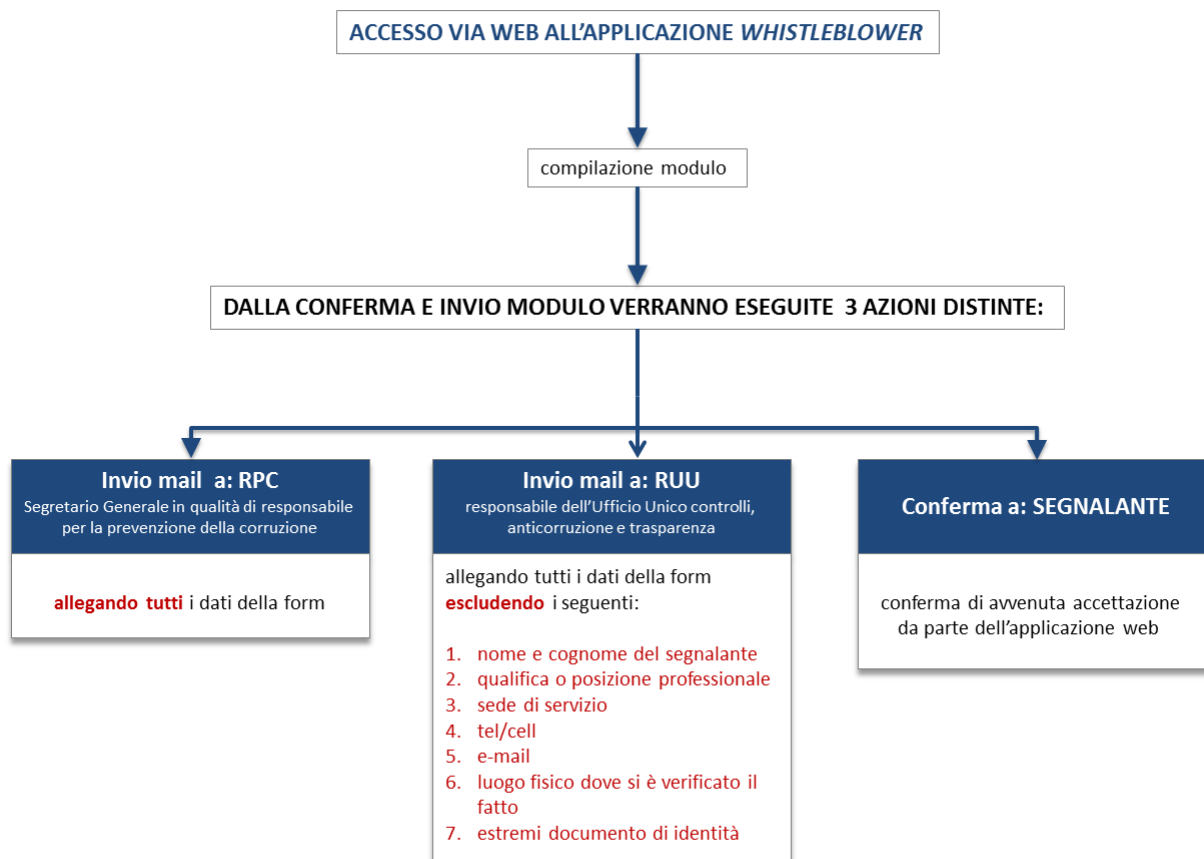 ACCESSO VIA WEB ALL'APPLICAZIONE WHISTLEBLOWER
compilazione modulo
DALLA CONFERMA E INVIO MODULO VERRANNO ESEGUITE 3 AZIONI DISTINTE:
Invio mail a: RPC
Segretario Generale in qualità di responsabile
per la prevenzione della corruzione
allegando tutti i dati della form
Invio mail a: RUU
responsabile dell'Ufficio Unico controlli,
anticorruzione e trasparenza
allegando tutti i dati della form
escludendo i seguenti:
1. nome e cognome del segnalante
2. qualifica o posizione professionale
3. sede di servizio
4. tel/cell
5. e-mail
6. luogo fisico dove si è verificato il
fatto
7. estremi documento di identità
Conferma a: SEGNALANTE
conferma di avvenuta accettazione
da parte dell'applicazione web